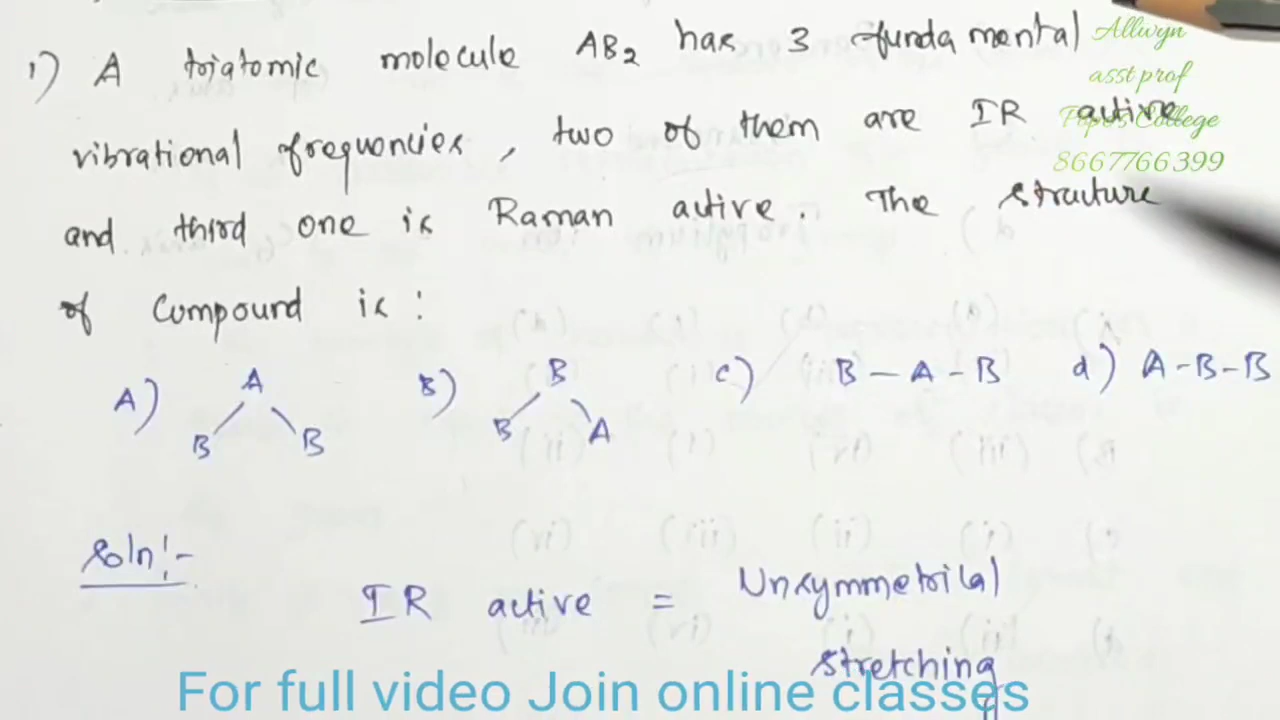 1) A triatomic molecule AB2 has 3 fundamental
vibrational frequencies, two of them are IR active
and third one is Raman active. The structure
of compound is:
A) A B B
B) B B A
c) B - A - B
d) A - B - B
Soln:-
IR active = Unsymmetrical
stretching
Allwyn
asst prof
College
8667766399
For full video Join online classes